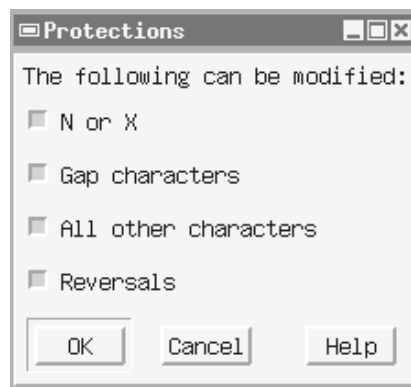 Protections
The following can be modified:
N or X
Gap characters
All other characters
Reversals
OK Cancel Help